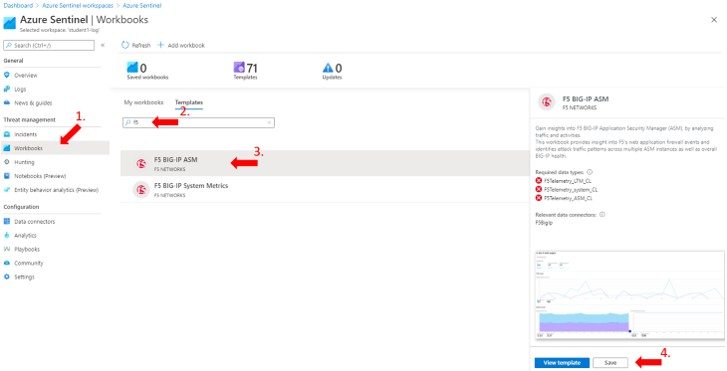 Dashboard > Azure Sentinel workspaces > Azure Sentinel
Azure Sentinel | Workbooks
Selected workspace: 'student1-log'
Search (Ctrl+/)
Refresh
Add workbook
General
Overview
Logs
News & guides
Threat management
Incidents
Workbooks
Hunting
Notebooks (Preview)
Entity behavior analytics (Preview)
Configuration
Data connectors
Analytics
Playbooks
Community
Settings
1.
0
Saved workbooks
71
Templates
0
Updates
My workbooks
Templates
2.
f5
3.
F5 BIG-IP ASM
F5 NETWORKS
F5 BIG-IP System Metrics
F5 NETWORKS
F5 BIG-IP ASM
F5 NETWORKS
Gain insights into F5 BIG-IP Application Security Manager (ASM), by analyzing
traffic and activities.
This workbook provides insight into F5's web application firewall events and
identifies attack traffic patterns across multiple ASM instances as well as overall
BIG-IP health.
Required data types:
F5Telemetry_LTM_CL
F5Telemetry_system_CL
F5Telemetry_ASM_CL
Relevant data connectors:
F5BigIp
4.
View template
Save